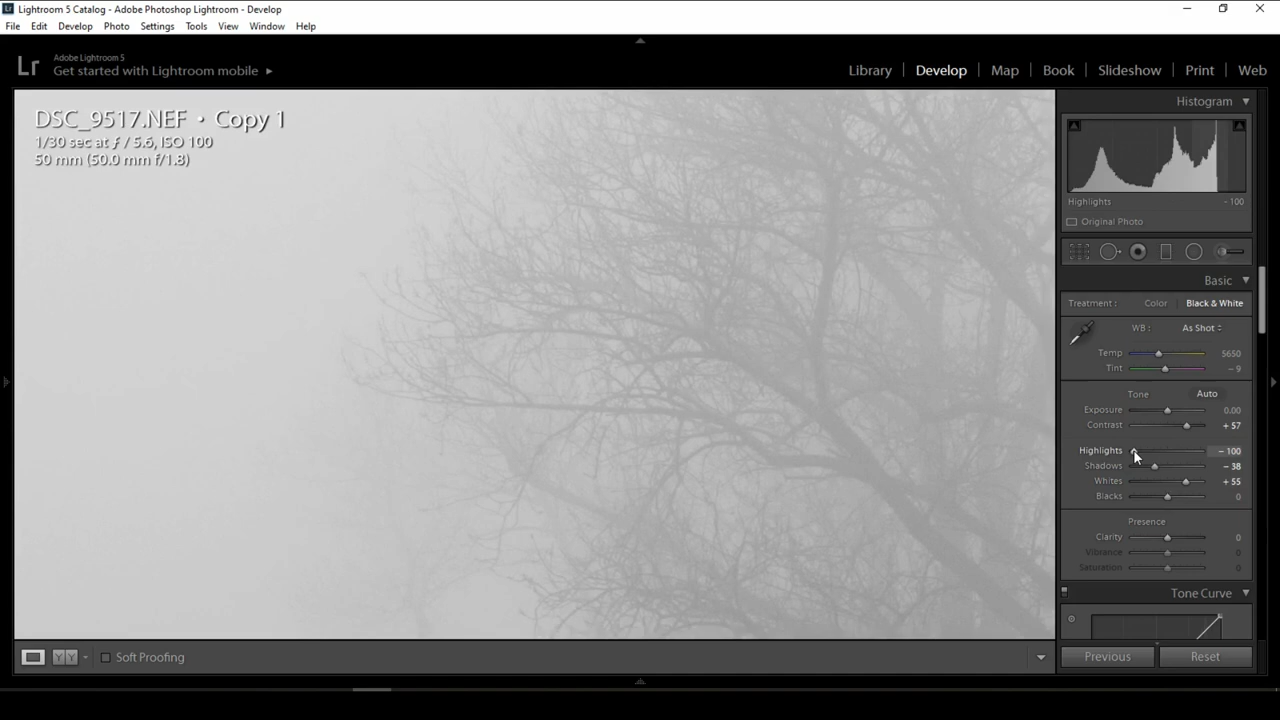 Lightroom 5 Catalog - Adobe Photoshop Lightroom - Develop
File Edit Develop Photo Settings Tools View Window Help
Lr
Adobe Lightroom 5
Get started with Lightroom mobile ▸
Library | Develop | Map | Book | Slideshow | Print | Web
DSC_9517.NEF • Copy 1
1/30 sec at ƒ / 5.6, ISO 100
50 mm (50.0 mm f/1.8)
Histogram
Highlights - 100
Original Photo
Basic
Treatment : Color Black & White
WB : As Shot
Temp 5650
Tint - 9
Tone Auto
Exposure 0.00
Contrast + 57
Highlights - 100
Shadows - 38
Whites + 55
Blacks 0
Presence
Clarity 0
Vibrance 0
Saturation 0
Tone Curve
Y Y Soft Proofing
Previous Reset